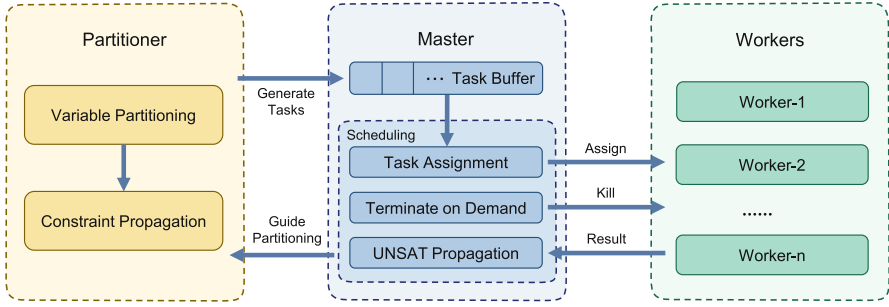 Partitioner
Variable Partitioning
Constraint Propagation
Generate
Tasks
Guide
Partitioning
Master
... Task Buffer
Scheduling
Task Assignment
Terminate on Demand
UNSAT Propagation
Assign
Kill
Result
Workers
Worker-1
Worker-2
......
Worker-n